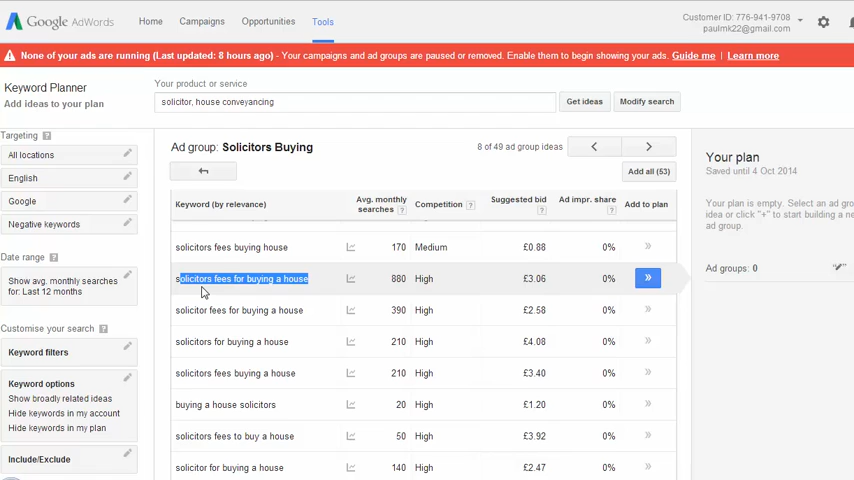 Google AdWords Home Campaigns Opportunities Tools
Customer ID: 776-941-9708
paulmk22@gmail.com
None of your ads are running (Last updated: 8 hours ago) - Your campaigns and ad groups are paused or removed. Enable them to begin showing your ads. Guide me | Learn more
Keyword Planner
Add ideas to your plan
Your product or service
solicitor, house conveyancing
Get ideas
Modify search
Targeting ?
All locations
English
Google
Negative keywords
Date range ?
Show avg. monthly searches
for: Last 12 months
Customise your search ?
Keyword filters
Keyword options
Show broadly related ideas
Hide keywords in my account
Hide keywords in my plan
Include/Exclude
Ad group: Solicitors Buying
8 of 49 ad group ideas
Add all (53)
Keyword (by relevance) Avg. monthly searches ? Competition ? Suggested bid ? Ad impr. share ? Add to plan
solicitors fees buying house 170 Medium £0.88 0% »
solicitors fees for buying a house 880 High £3.06 0% »
solicitor fees for buying a house 390 High £2.58 0% »
solicitors for buying a house 210 High £4.08 0% »
solicitors fees buying a house 210 High £3.40 0% »
buying a house solicitors 20 High £1.20 0% »
solicitors fees to buy a house 50 High £3.92 0% »
solicitor for buying a house 140 High £2.47 0% »
Your plan
Saved until 4 Oct 2014
Your plan is empty. Select an ad gro
idea or click "+" to start building a ne
ad group.
Ad groups: 0